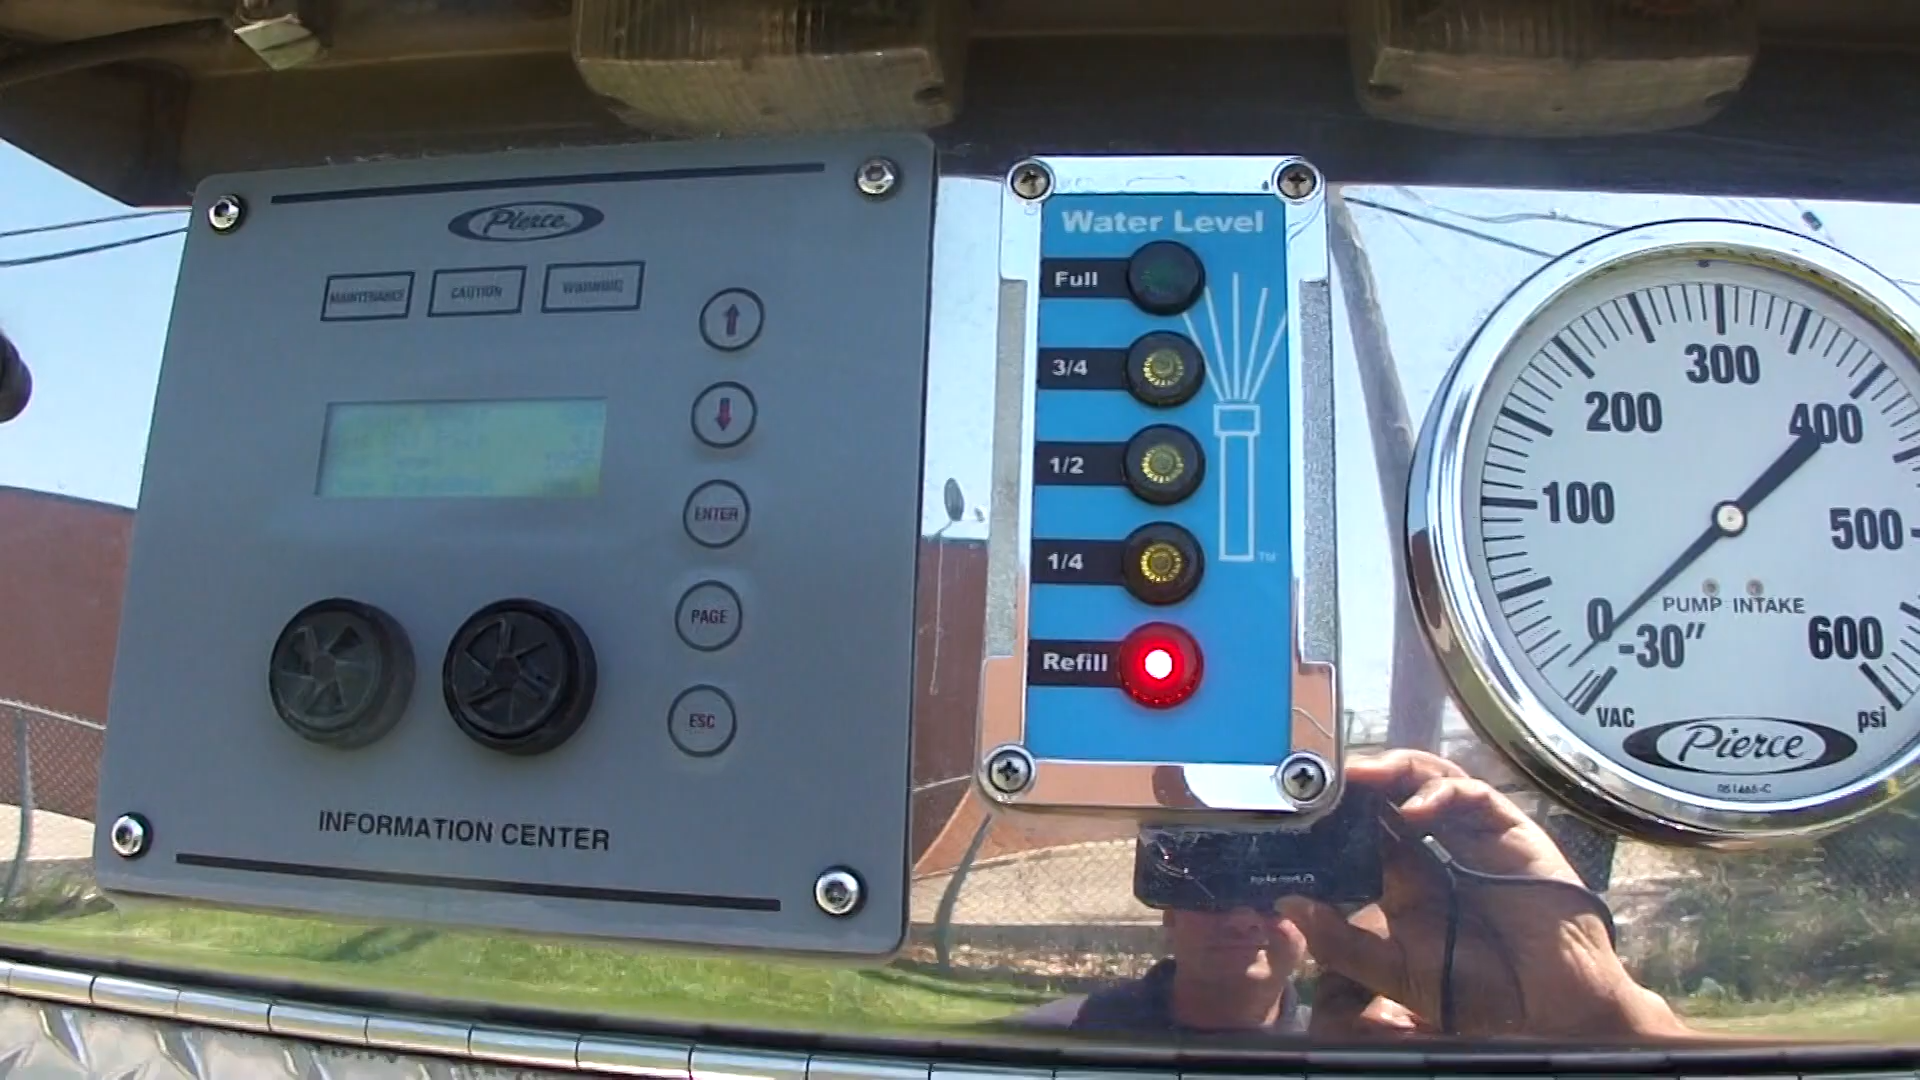 Pierce
MAINTENANCE
CAUTION
WARNING
ENTER
PAGE
ESC
INFORMATION CENTER
Water Level
Full
3/4
1/2
1/4
Refill
TM
300
200
400
100
500
0
PUMP INTAKE
-30"
600
VAC
psi
Pierce